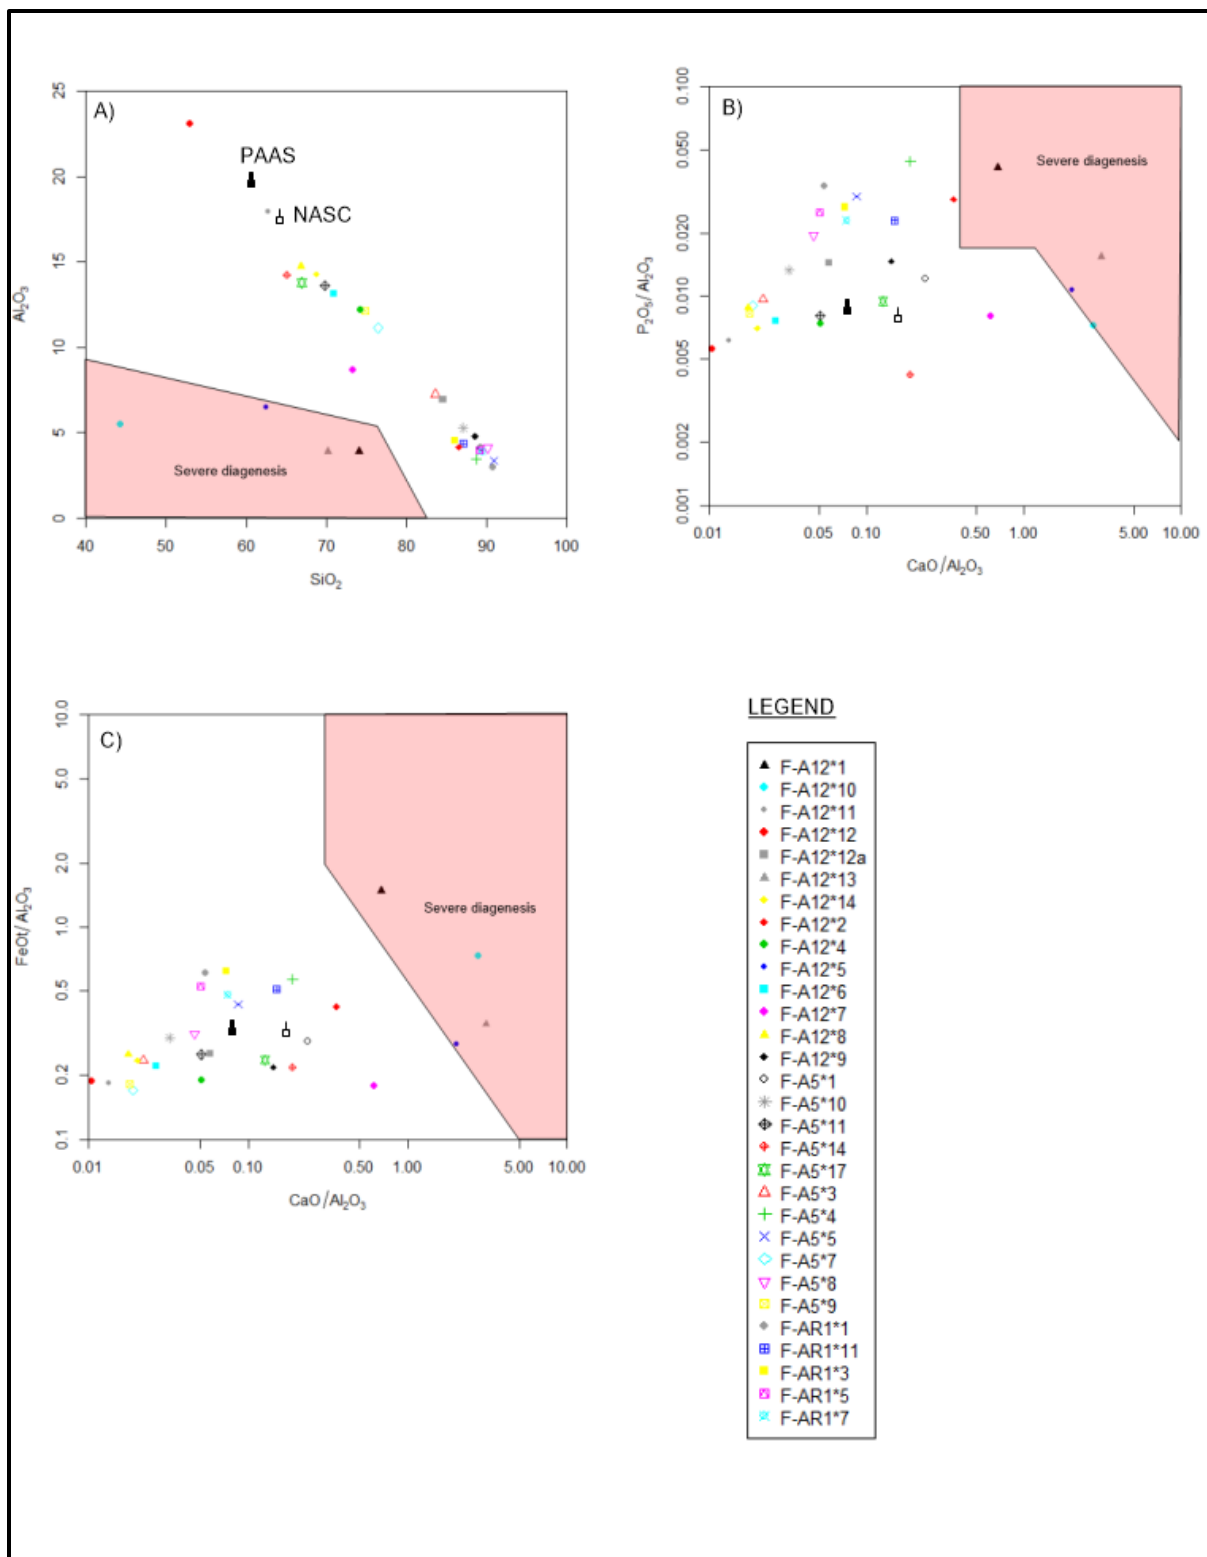 A)
25
20
15
10
5
0
Al₂O₃
PAAS
NASC
Severe diagenesis
40 50 60 70 80 90 100
SiO₂
B)
0.100
0.050
0.020
0.010
0.005
0.002
0.001
P₂O₅/Al₂O₃
Severe diagenesis
0.01 0.05 0.10 0.50 1.00 5.00 10.00
CaO/Al₂O₃
C)
10.0
5.0
2.0
1.0
0.5
0.2
0.1
FeOt/Al₂O₃
Severe diagenesis
0.01 0.05 0.10 0.50 1.00 5.00 10.00
CaO/Al₂O₃
LEGEND
F-A12*1
F-A12*10
F-A12*11
F-A12*12
F-A12*12a
F-A12*13
F-A12*14
F-A12*2
F-A12*4
F-A12*5
F-A12*6
F-A12*7
F-A12*8
F-A12*9
F-A5*1
F-A5*10
F-A5*11
F-A5*14
F-A5*17
F-A5*3
F-A5*4
F-A5*5
F-A5*7
F-A5*8
F-A5*9
F-AR1*1
F-AR1*11
F-AR1*3
F-AR1*5
F-AR1*7